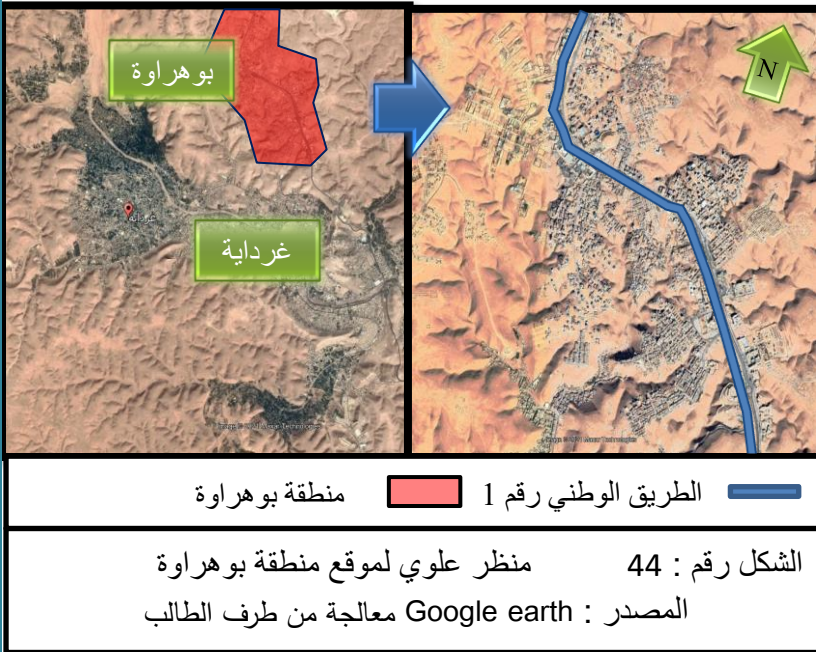 بوهراوة
غرداية
N
الطريق الوطني رقم 1
منطقة بوهراوة
الشكل رقم : 44 منظر علوي لموقع منطقة بوهراوة
المصدر : Google earth معالجة من طرف الطالب